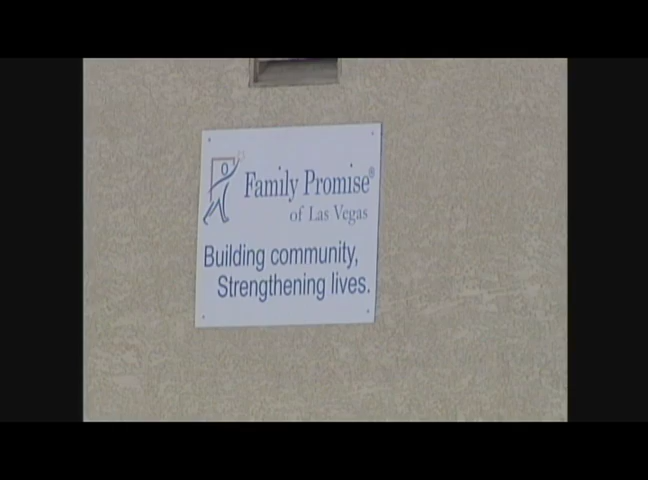 Family Promise®
of Las Vegas
Building community,
Strengthening lives.